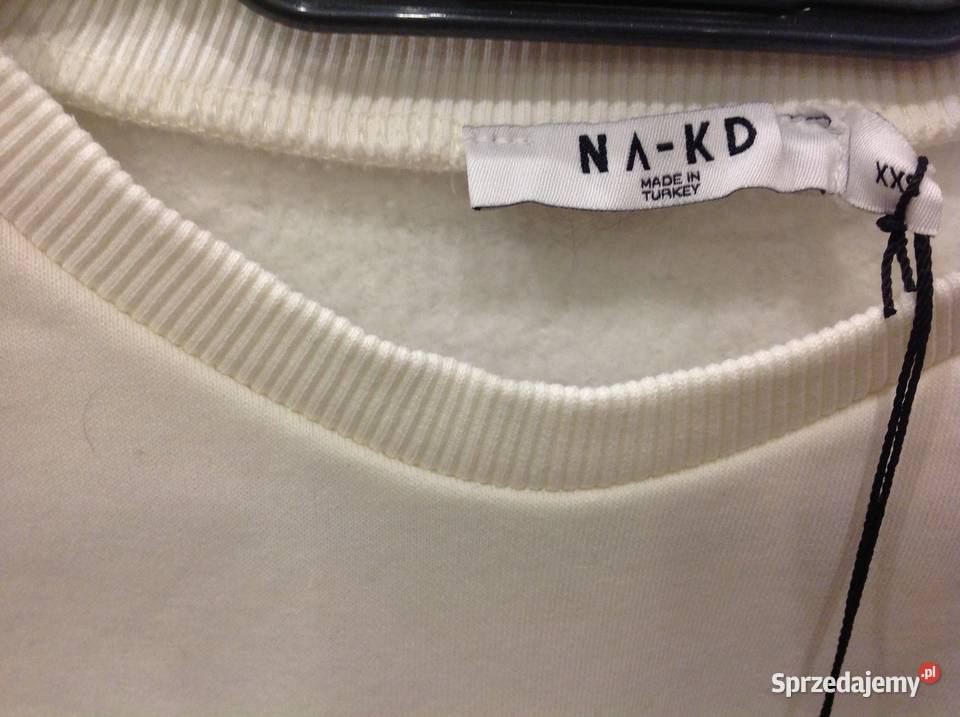 NA-KD
MADE IN
TURKEY
XXS
Sprzedajemy.pl